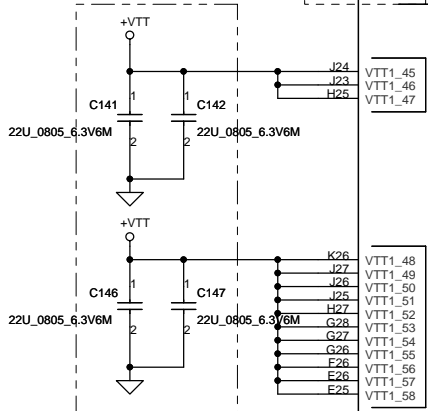 +VTT
J24 VTT1_45
J23 VTT1_46
H25 VTT1_47
1 1
C141 C142
22U_0805_6.3V6M 22U_0805_6.3V6M
2 2
+VTT
K26 VTT1_48
J27 VTT1_49
J26 VTT1_50
J25 VTT1_51
H27 VTT1_52
G28 VTT1_53
G27 VTT1_54
G26 VTT1_55
F26 VTT1_56
E26 VTT1_57
E25 VTT1_58
1 1
C146 C147
22U_0805_6.3V6M 22U_0805_6.3V6M
2 2